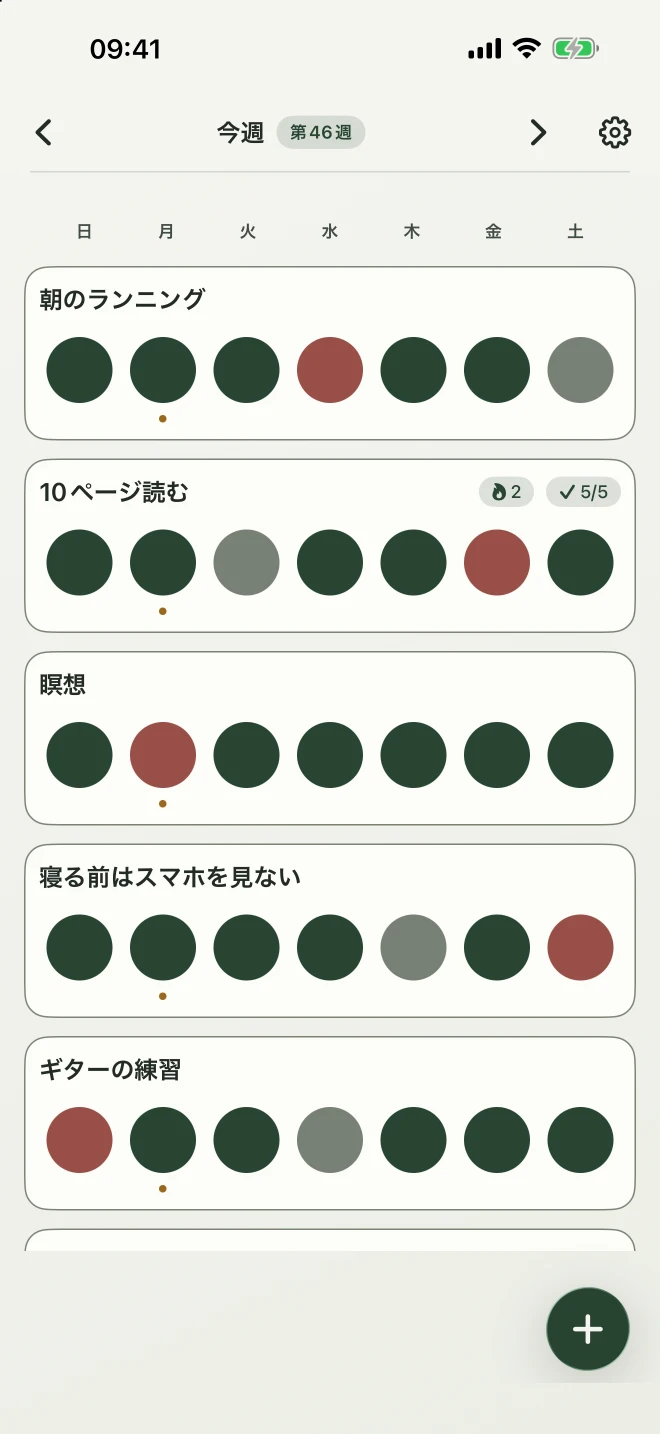 09:41
今週 第46週
日 月 火 水 木 金 土
朝のランニング
10ページ読む 2 5/5
瞑想
寝る前はスマホを見ない
ギターの練習